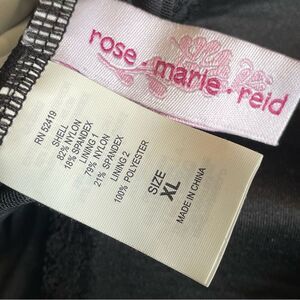 rose · marie · reid
RN 52419
SHELL
82% NYLON
18% SPANDEX
LINING 1
79% NYLON
21% SPANDEX
LINING 2
100% POLYESTER
SIZE
XL
MADE IN CHINA